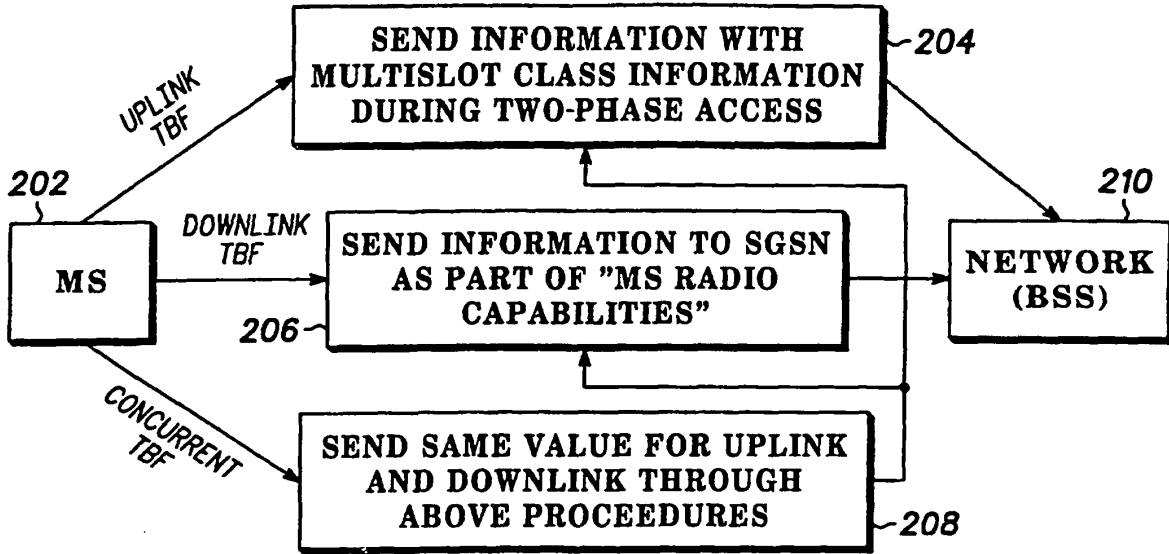 SEND INFORMATION WITH
MULTISLOT CLASS INFORMATION
DURING TWO-PHASE ACCESS
204
UPLINK
TBF
202
MS
DOWNLINK
TBF
SEND INFORMATION TO SGSN
AS PART OF "MS RADIO
CAPABILITIES"
206
210
NETWORK
(BSS)
CONCURRENT
TBF
SEND SAME VALUE FOR UPLINK
AND DOWNLINK THROUGH
ABOVE PROCEEDURES
208